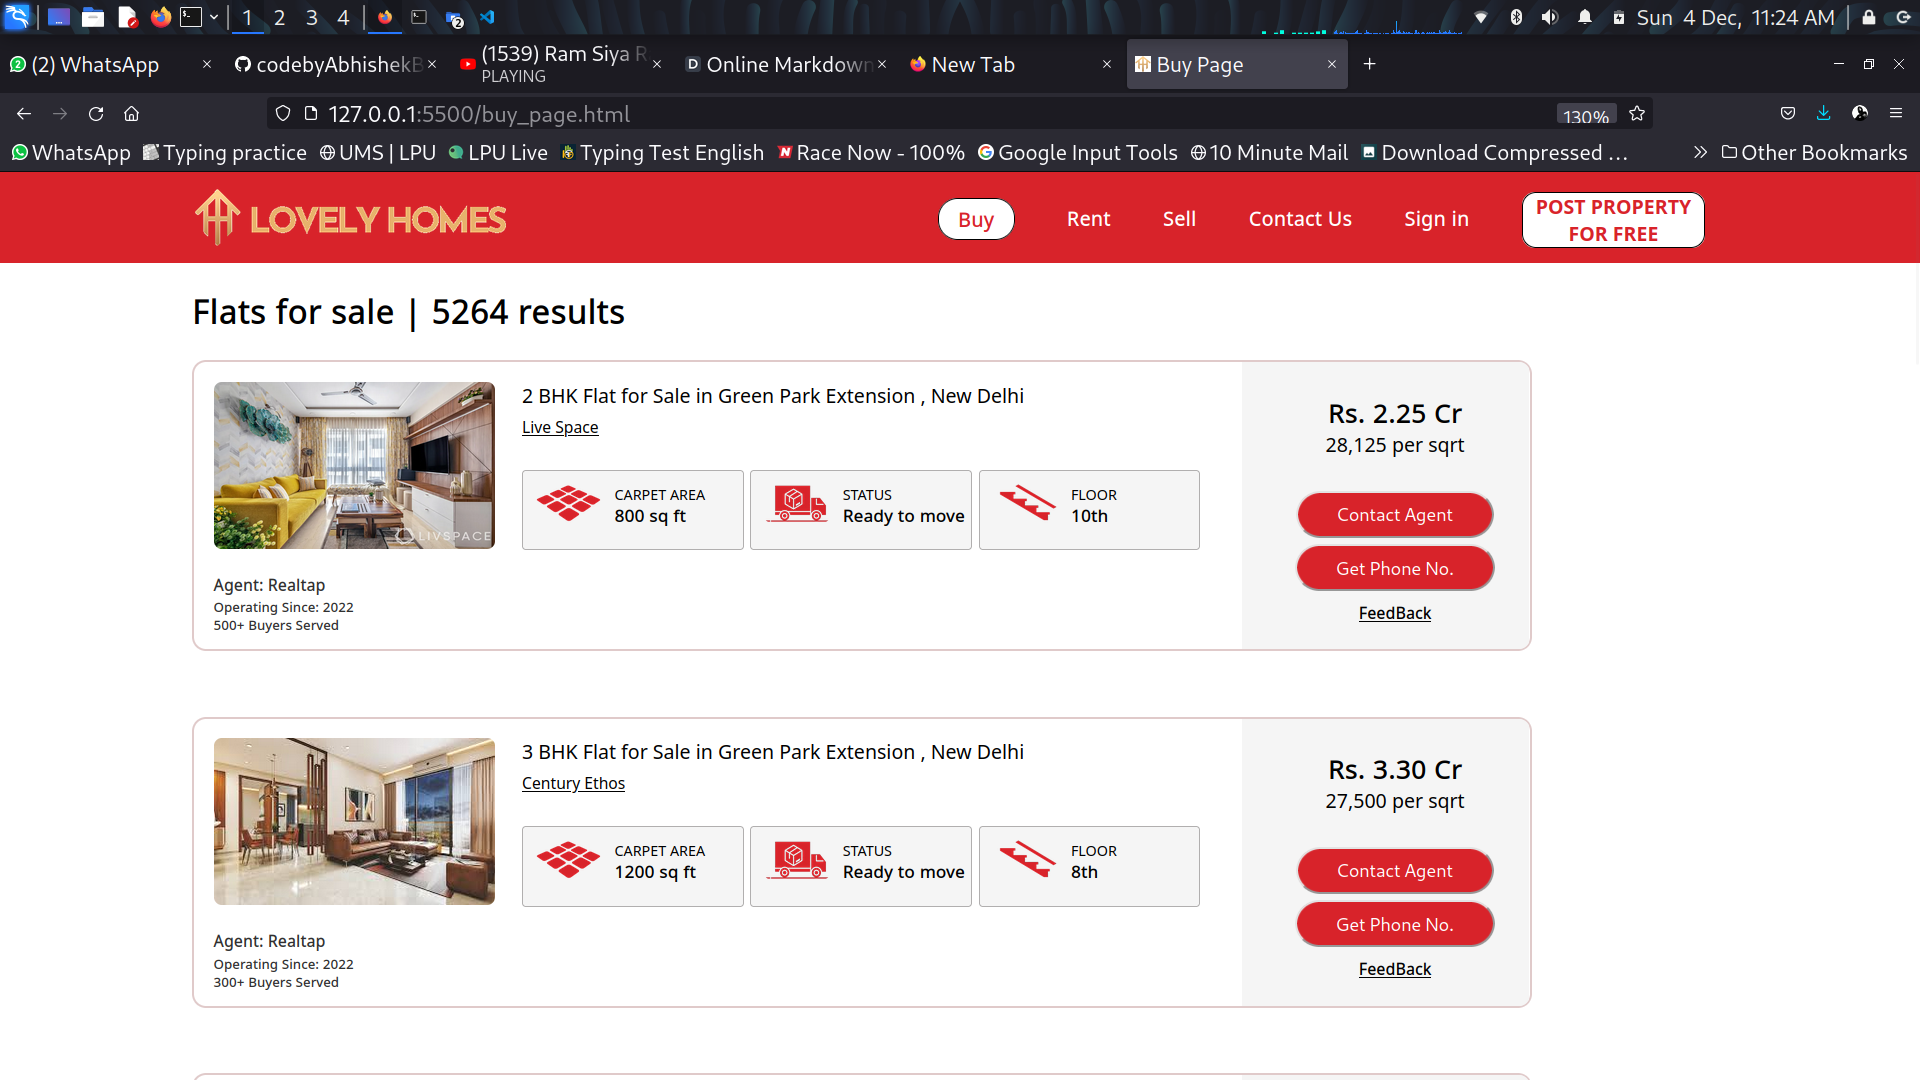 1 2 3 4
2
Sun 4 Dec, 11:24 AM
(2) WhatsApp
codebyAbhishekB
(1539) Ram Siya R
PLAYING
Online Markdown
New Tab
Buy Page
127.0.0.1:5500/buy_page.html
130%
WhatsApp
Typing practice
UMS | LPU
LPU Live
Typing Test English
Race Now - 100%
Google Input Tools
10 Minute Mail
Download Compressed ...
Other Bookmarks
LOVELY HOMES
Buy
Rent
Sell
Contact Us
Sign in
POST PROPERTY
FOR FREE
Flats for sale | 5264 results
2 BHK Flat for Sale in Green Park Extension , New Delhi
Live Space
CARPET AREA
800 sq ft
STATUS
Ready to move
FLOOR
10th
LIVSPACE
Agent: Realtap
Operating Since: 2022
500+ Buyers Served
Rs. 2.25 Cr
28,125 per sqrt
Contact Agent
Get Phone No.
FeedBack
3 BHK Flat for Sale in Green Park Extension , New Delhi
Century Ethos
CARPET AREA
1200 sq ft
STATUS
Ready to move
FLOOR
8th
Agent: Realtap
Operating Since: 2022
300+ Buyers Served
Rs. 3.30 Cr
27,500 per sqrt
Contact Agent
Get Phone No.
FeedBack